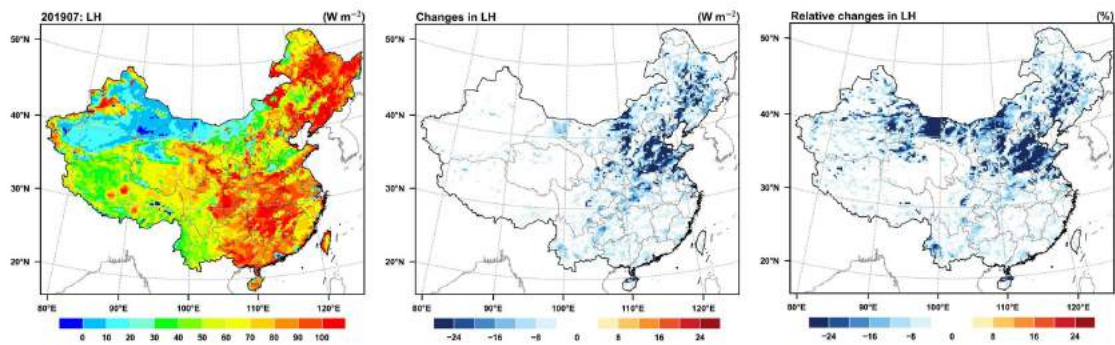 201907: LH (W m⁻²)
50°N
40°N
30°N
20°N
80°E 90°E 100°E 110°E 120°E
0 10 20 30 40 50 60 70 80 90 100
Changes in LH (W m⁻²)
50°N
40°N
30°N
20°N
80°E 90°E 100°E 110°E 120°E
−24 −16 −8 0 8 16 24
Relative changes in LH (%)
50°N
40°N
30°N
20°N
80°E 90°E 100°E 110°E 120°E
−24 −16 −8 0 8 16 24